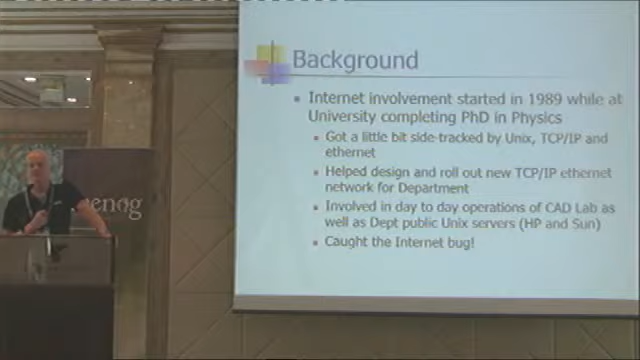 Background
Internet involvement started in 1989 while at
University completing PhD in Physics
Got a little bit side-tracked by Unix, TCP/IP and
ethernet
Helped design and roll out new TCP/IP ethernet
network for Department
Involved in day to day operations of CAD Lab as
well as Dept public Unix servers (HP and Sun)
Caught the Internet bug!
enog